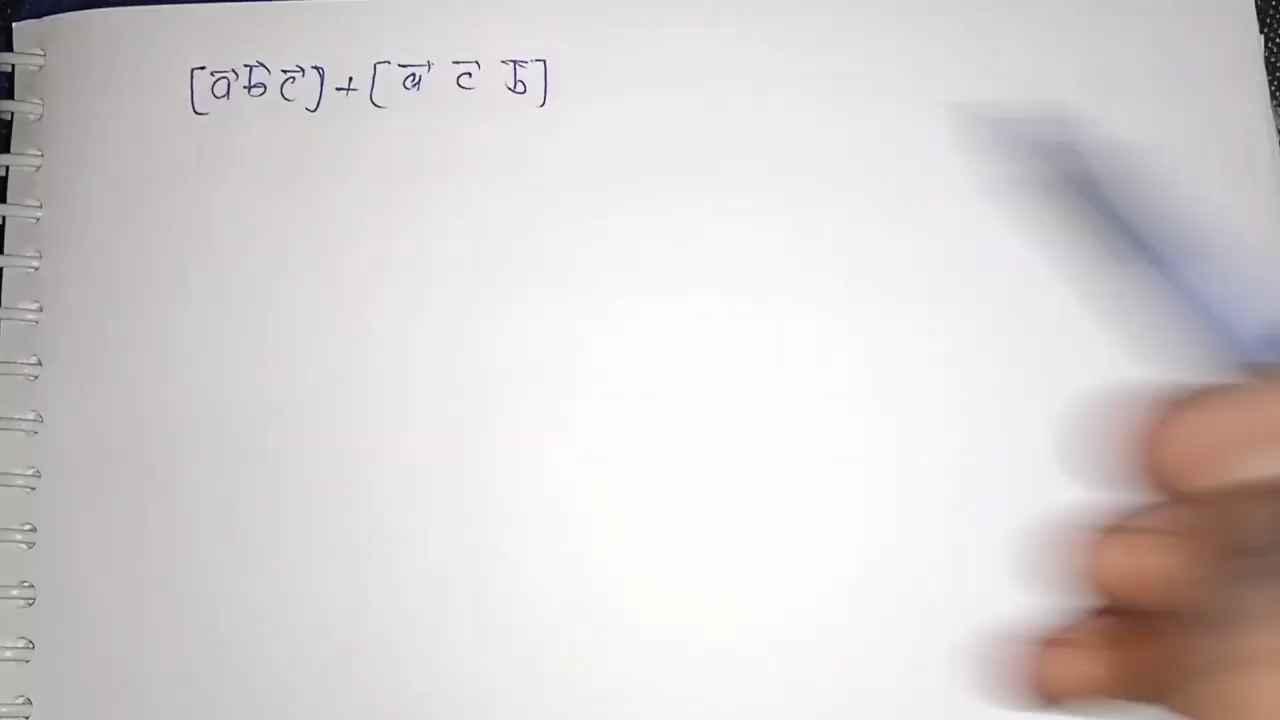 [a⃗ b⃗ c⃗] + [a⃗ c⃗ b⃗]